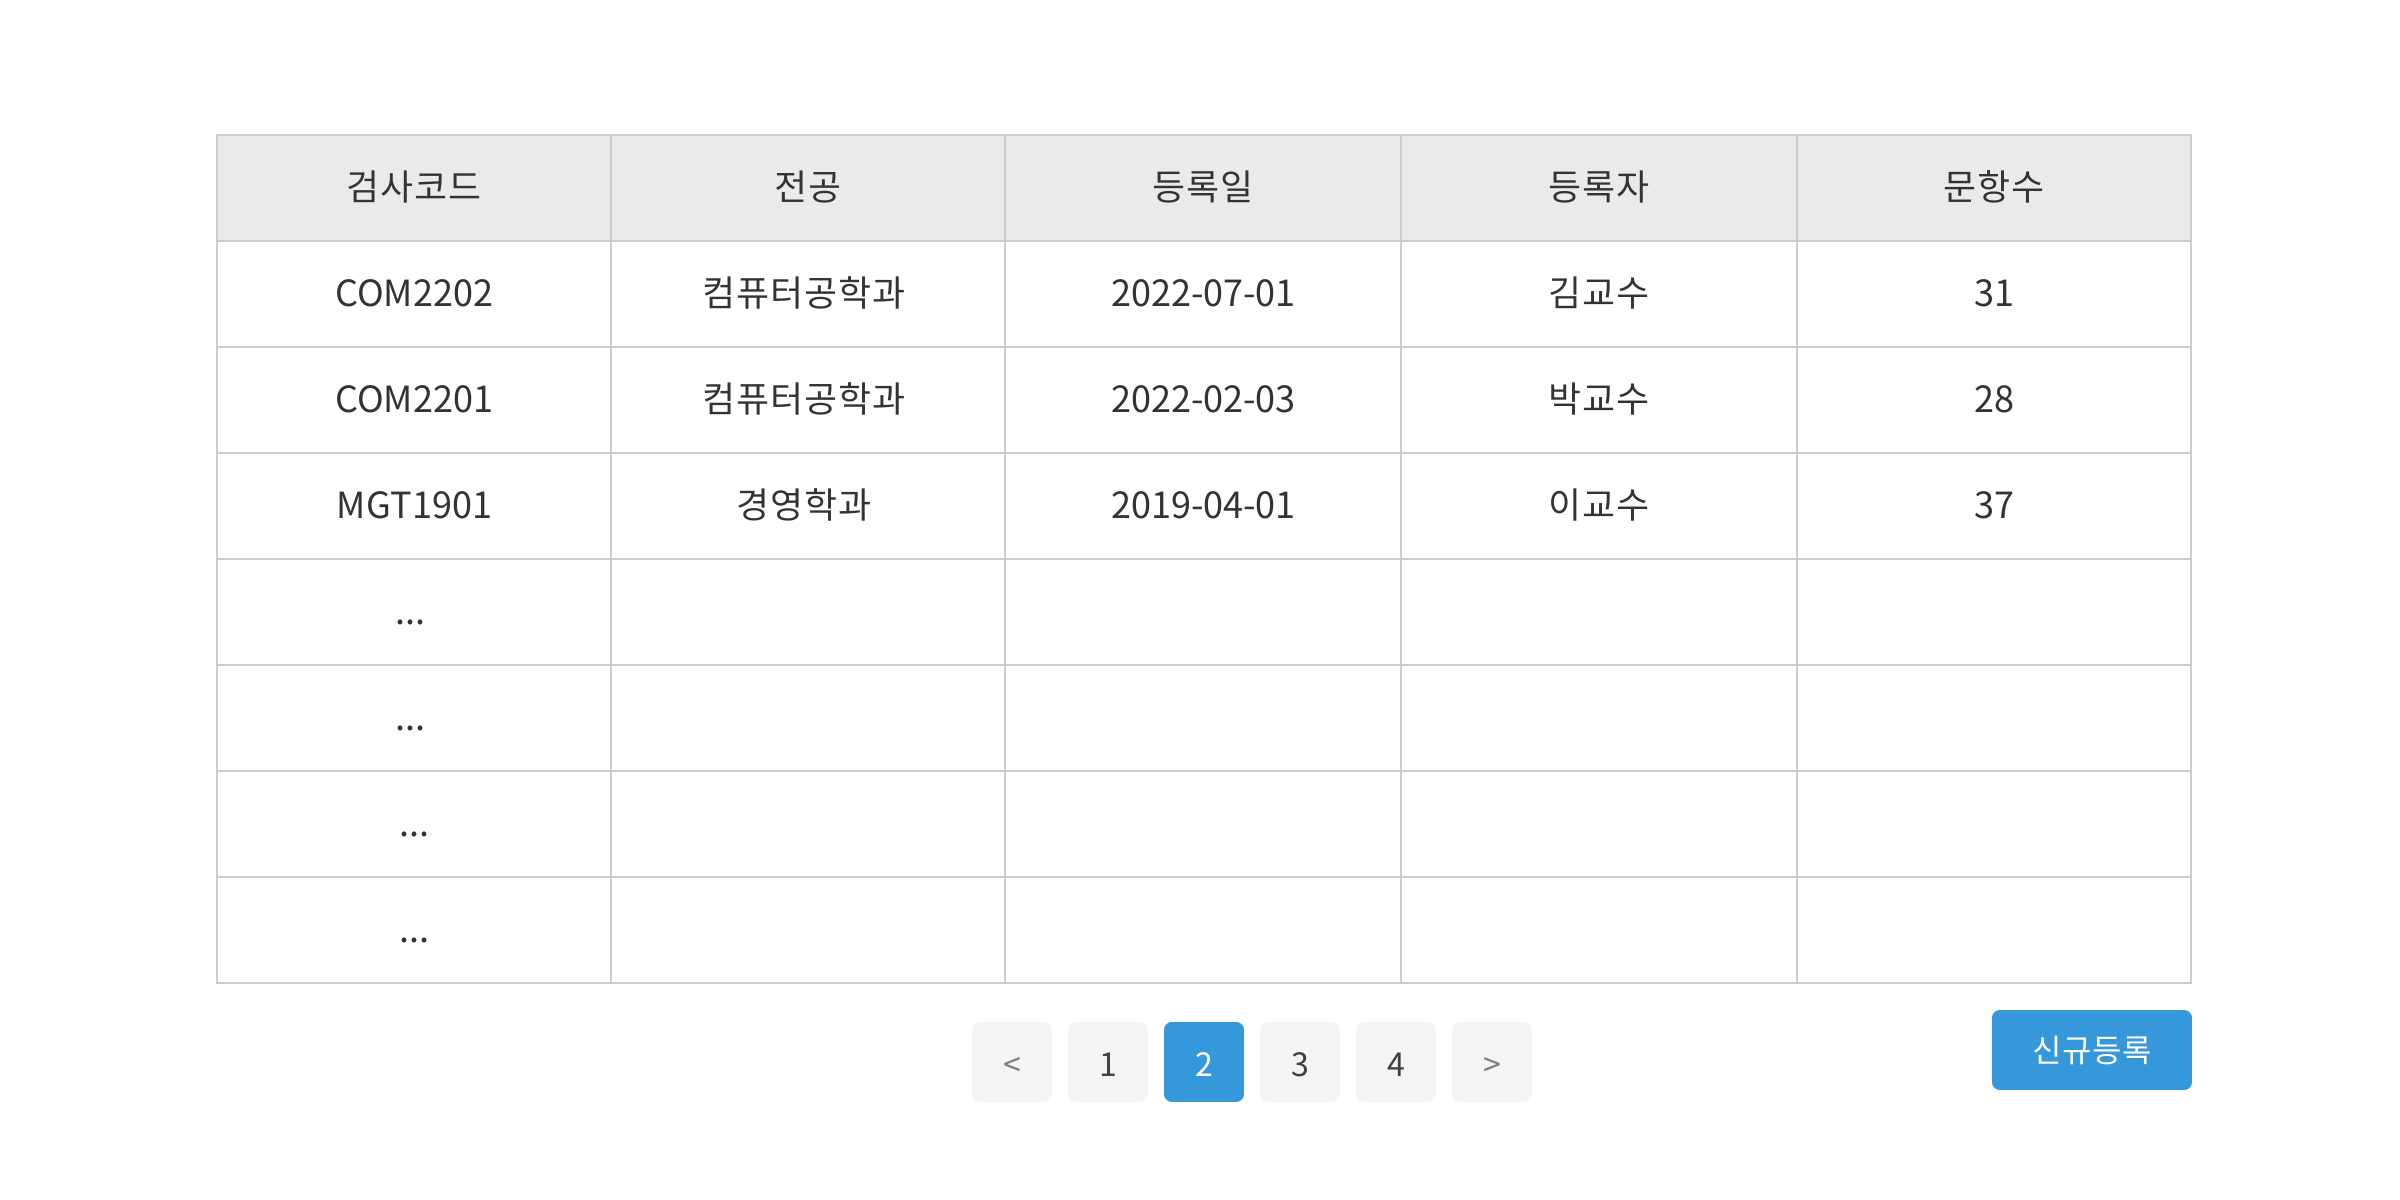 검사코드 전공 등록일 등록자 문항수
COM2202 컴퓨터공학과 2022-07-01 김교수 31
COM2201 컴퓨터공학과 2022-02-03 박교수 28
MGT1901 경영학과 2019-04-01 이교수 37
...
...
...
...
< 1 2 3 4 >
신규등록